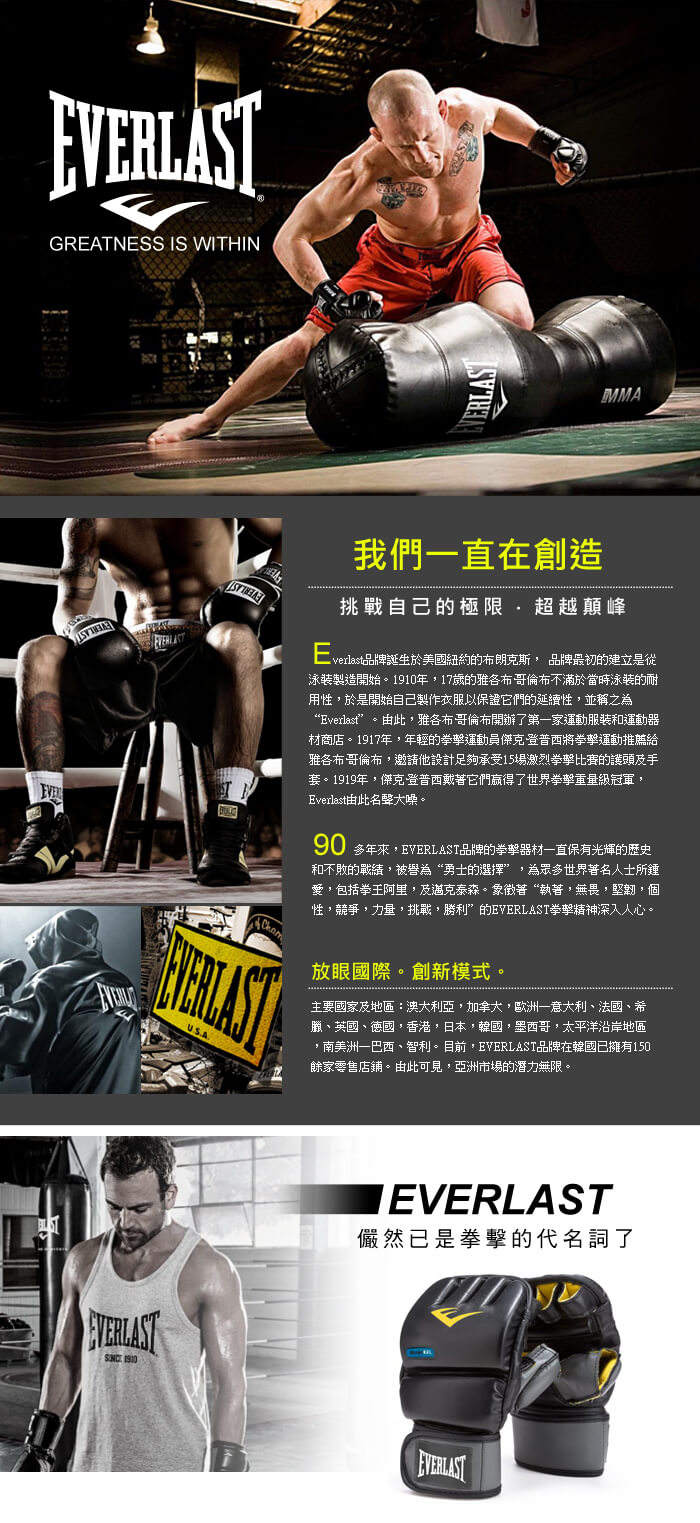 EVERLAST
®
GREATNESS IS WITHIN
EVERLAST
MMA
我們一直在創造
挑戰自己的極限．超越顛峰
Everlast品牌誕生於美國紐約的布朗克斯， 品牌最初的建立是從
泳裝製造開始。1910年，17歲的雅各布·哥倫布不滿於當時泳裝的耐
用性，於是開始自己製作衣服以保證它們的延續性，並稱之為
“Everlast”。由此，雅各布·哥倫布開辦了第一家運動服裝和運動器
材商店。1917年，年輕的拳擊運動員傑克·登普西將拳擊運動推薦給
雅各布·哥倫布，邀請他設計足夠承受15場激烈拳擊比賽的護頭及手
套。1919年，傑克·登普西戴著它們贏得了世界拳擊重量級冠軍，
Everlast由此名聲大噪。
90 多年來，EVERLAST品牌的拳擊器材一直保有光輝的歷史
和不敗的戰績，被譽為“勇士的選擇”，為眾多世界著名人士所鍾
愛，包括拳王阿里，及邁克泰森。象徵著“執著，無畏，堅韌，個
性，競爭，力量，挑戰，勝利”的EVERLAST拳擊精神深入人心。
EVERLAST
EVERLAST
EVERLAST
EVERLAST
U.S.A.
放眼國際。創新模式。
主要國家及地區：澳大利亞，加拿大，歐洲一意大利、法國、希
臘、英國、德國，香港，日本，韓國，墨西哥，太平洋沿岸地區
，南美洲一巴西、智利。目前，EVERLAST品牌在韓國已擁有150
餘家零售店鋪。由此可見，亞洲市場的潛力無限。
EVERLAST
儼然已是拳擊的代名詞了
EVERLAST
SINCE 1910
EVERLAST